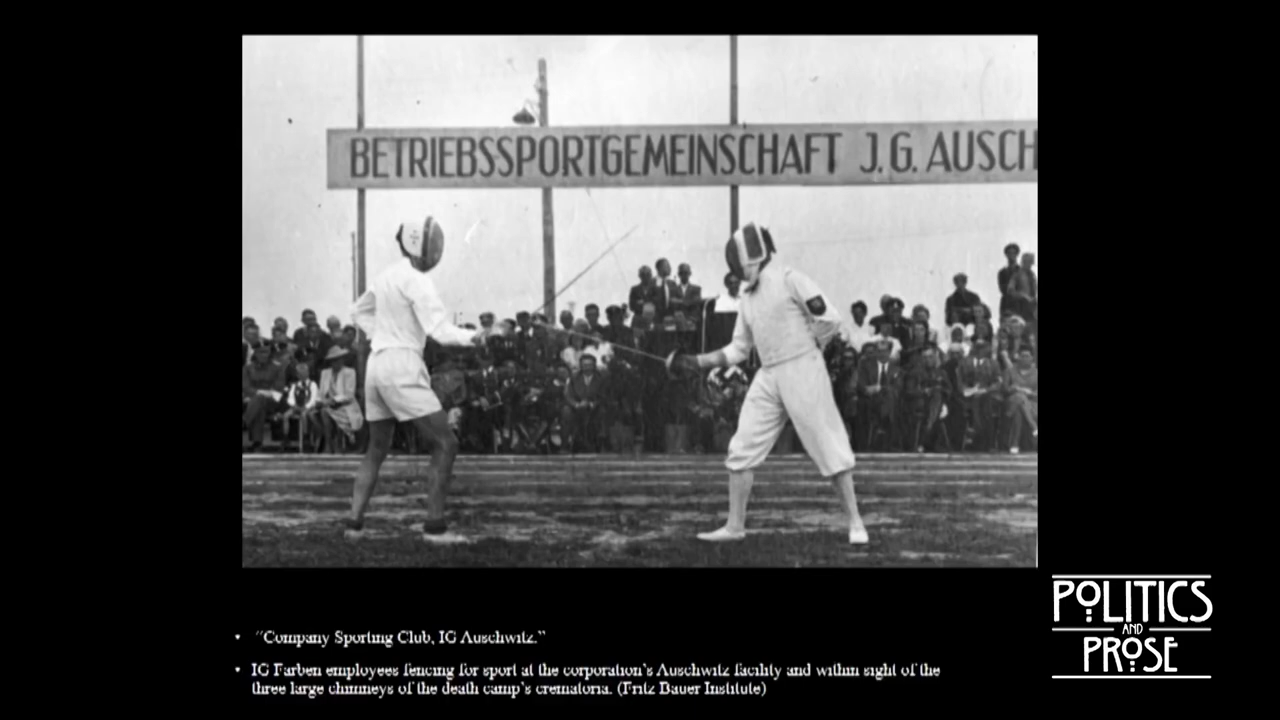 BETRIEBSSPORTGEMEINSCHAFT J.G. AUSCH
• "Company Sporting Club, IG Auschwitz."
• IG Farben employees fencing for sport at the corporation's Auschwitz facility and within sight of the
three large chimneys of the death camp's crematoria. (Fritz Bauer Institute)
POLITICS
AND
PROSE